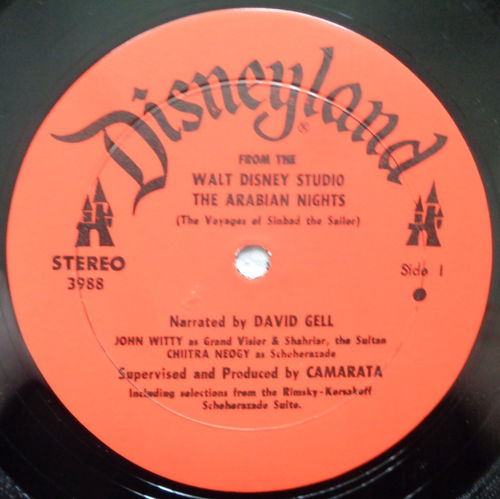 Disneyland
®
FROM THE
WALT DISNEY STUDIO
THE ARABIAN NIGHTS
(The Voyages of Sinbad the Sailor)
STEREO
3988
Side 1
Narrated by DAVID GELL
JOHN WITTY as Grand Visier & Shahriar, the Sultan
CHIITRA NEOGY as Scheherazade
Supervised and Produced by CAMARATA
Including selections from the Rimsky-Korsakoff
Scheherazade Suite.